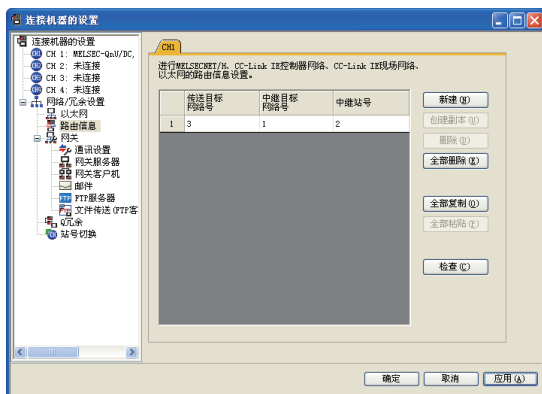 连接机器的设置
连接机器的设置
CH 1: MELSEC-QnU/DC,
CH 2: 未连接
CH 3: 未连接
CH 4: 未连接
网络/冗余设置
以太网
路由信息
网关
通讯设置
网关服务器
网关客户机
邮件
FTP服务器
文件传送(FTP客
Q冗余
站号切换
CH1
进行MELSECNET/H、CC-Link IE控制器网络、CC-Link IE现场网络、
以太网的路由信息设置。
传送目标网络号 中继目标网络号 中继站号
1 3 1 2
新建(N)
创建副本(U)
删除(D)
全部删除(E)
全部复制(O)
全部粘贴(P)
检查(C)
确定 取消 应用(A)